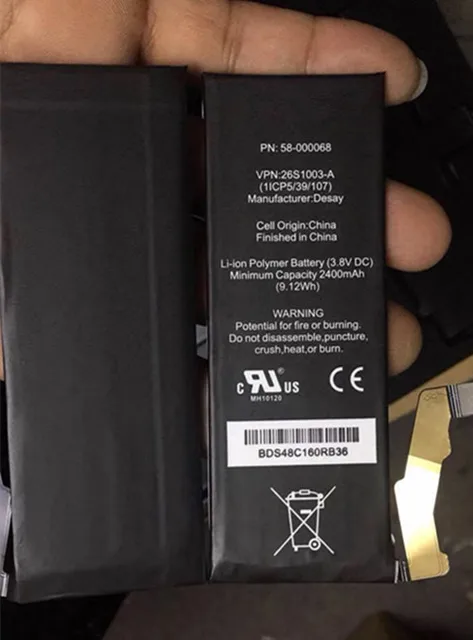 PN: 58-000068
VPN:26S1003-A
(1ICP5/39/107)
Manufacturer:Desay
Cell Origin:China
Finished in China
Li-ion Polymer Battery (3.8V DC)
Minimum Capacity 2400mAh
(9.12Wh)
WARNING
Potential for fire or burning.
Do not disassemble,puncture,
crush,heat,or burn.
c RU® US
MH10120
CE
BDS48C160RB36